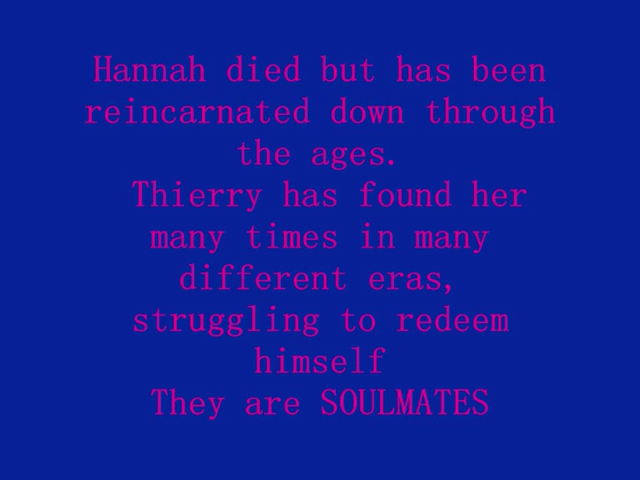 Hannah died but has been
reincarnated down through
the ages.
Thierry has found her
many times in many
different eras,
struggling to redeem
himself
They are SOULMATES